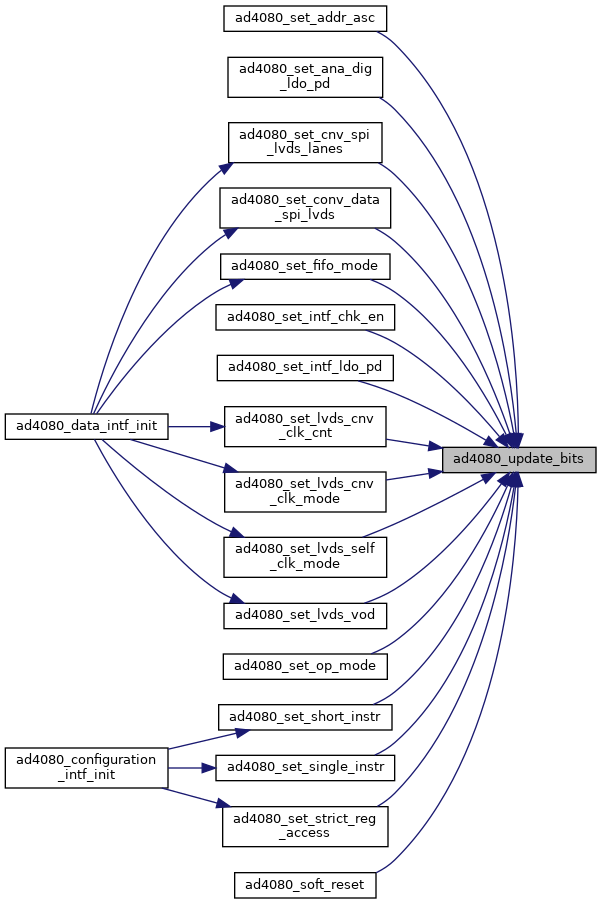 ad4080_set_addr_asc
ad4080_set_ana_dig
_ldo_pd
ad4080_set_cnv_spi
_lvds_lanes
ad4080_set_conv_data
_spi_lvds
ad4080_set_fifo_mode
ad4080_set_intf_chk_en
ad4080_set_intf_ldo_pd
ad4080_data_intf_init
ad4080_set_lvds_cnv
_clk_cnt
ad4080_update_bits
ad4080_set_lvds_cnv
_clk_mode
ad4080_set_lvds_self
_clk_mode
ad4080_set_lvds_vod
ad4080_set_op_mode
ad4080_set_short_instr
ad4080_configuration
_intf_init
ad4080_set_single_instr
ad4080_set_strict_reg
_access
ad4080_soft_reset